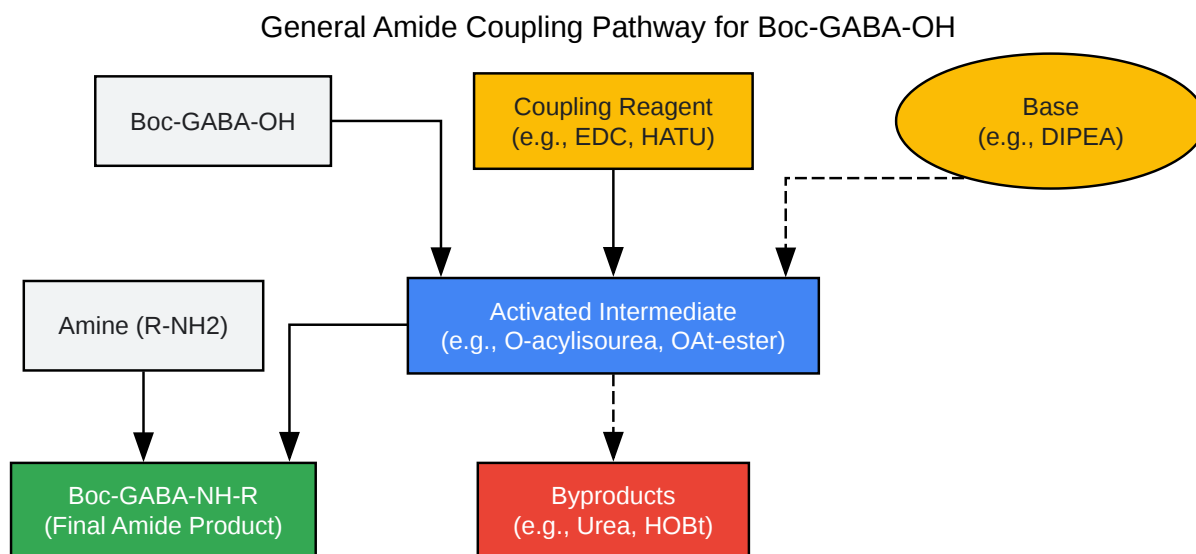 General Amide Coupling Pathway for Boc-GABA-OH
Boc-GABA-OH
Coupling Reagent
(e.g., EDC, HATU)
Base
(e.g., DIPEA)
Amine (R-NH2)
Activated Intermediate
(e.g., O-acylisourea, OAt-ester)
Boc-GABA-NH-R
(Final Amide Product)
Byproducts
(e.g., Urea, HOBt)